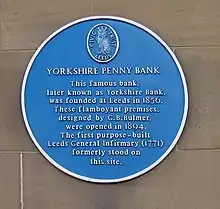 YORKSHIRE PENNY BANK
This famous bank,
later known as Yorkshire Bank,
was founded at Leeds in 1856.
These flamboyant premises,
designed by G.B.Bulmer,
were opened in 1894.
The first purpose-built
Leeds General Infirmary (1771)
formerly stood on
this site.